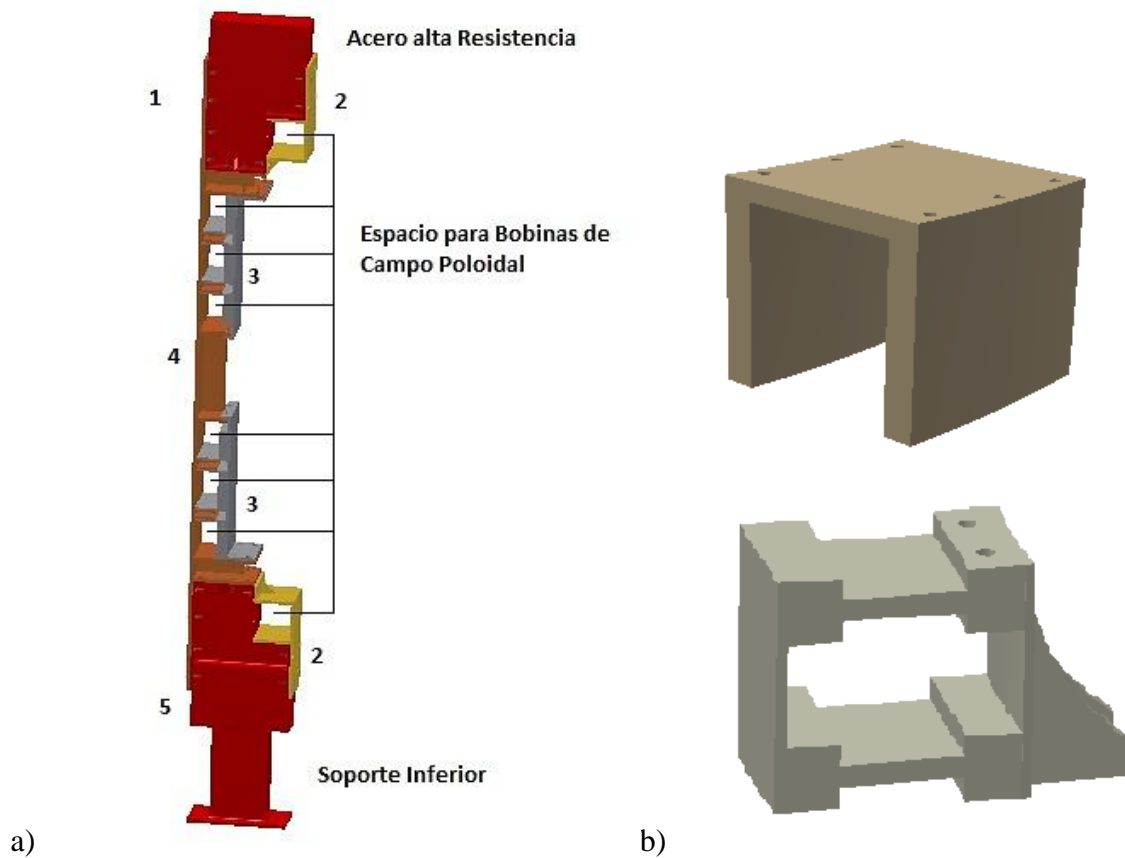 Acero alta Resistencia
1
2
Espacio para Bobinas de
Campo Poloidal
3
4
3
2
5
Soporte Inferior
a)
b)